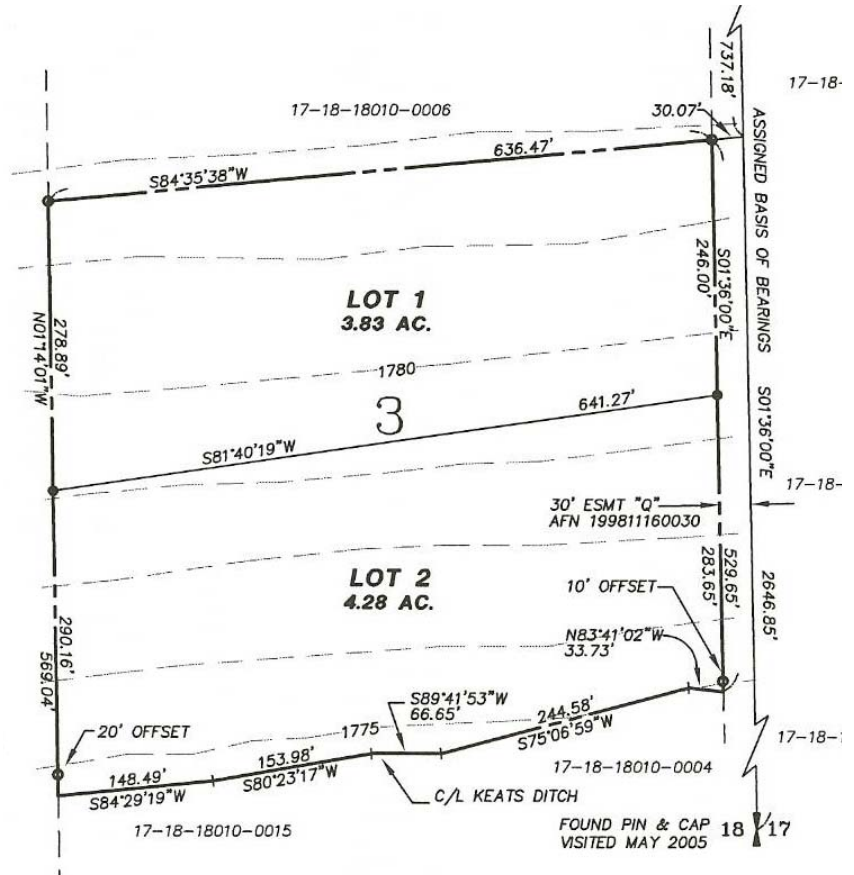 737.18'
17-18-
17-18-18010-0006
30.07'
636.47'
S84°35'38"W
ASSIGNED BASIS OF BEARINGS
S01°36'00"E
246.00'
LOT 1
3.83 AC.
278.89'
N01°14'01"W
1780
3
641.27'
S81°40'19"W
S01°36'00"E
17-18-
30' ESMT "Q"
AFN 199811160030
LOT 2
4.28 AC.
10' OFFSET
529.65'
283.65'
2646.85'
N83°41'02"W
33.73'
290.16'
569.04'
S89°41'53"W
66.65'
244.58'
S75°06'59"W
20' OFFSET
1775
17-18-1
153.98'
S80°23'17"W
148.49'
S84°29'19"W
17-18-18010-0004
C/L KEATS DITCH
17-18-18010-0015
FOUND PIN & CAP
VISITED MAY 2005
18 17